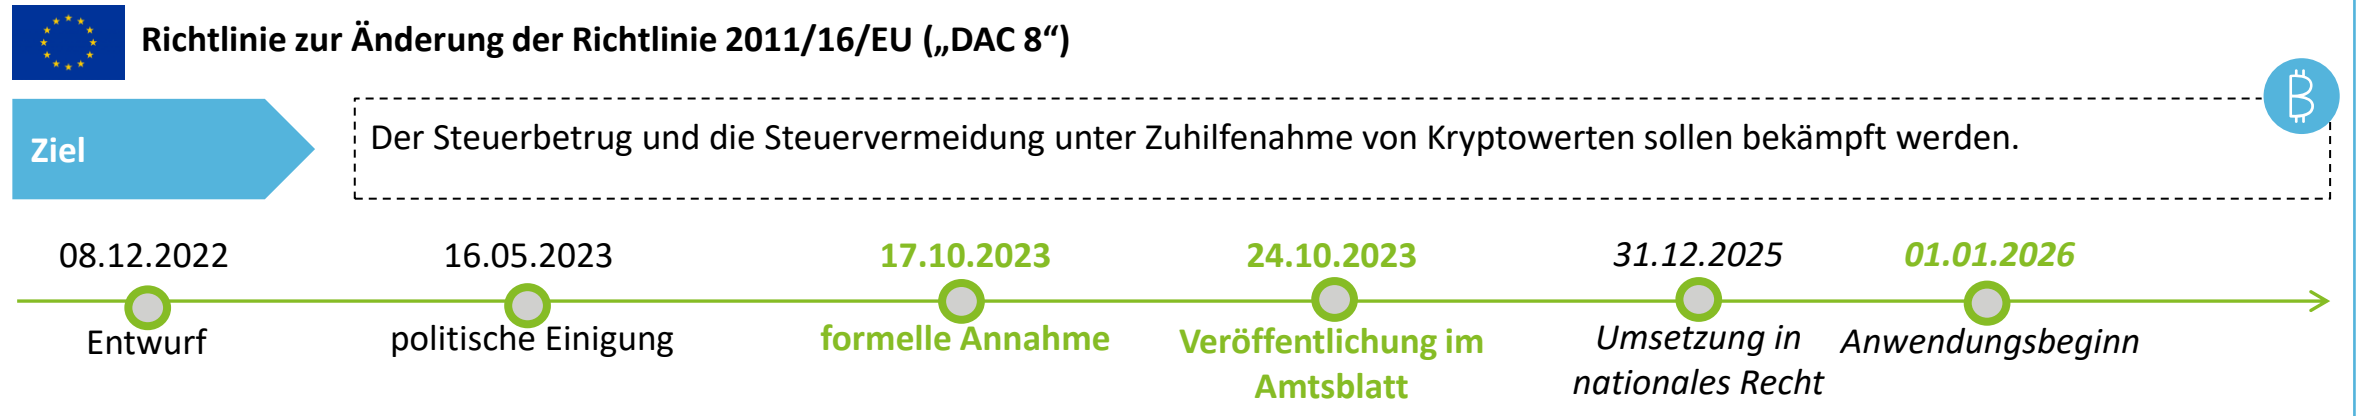 Richtlinie zur Änderung der Richtlinie 2011/16/EU („DAC 8“)
Ziel
Der Steuerbetrug und die Steuervermeidung unter Zuhilfenahme von Kryptowerten sollen bekämpft werden.
08.12.2022
Entwurf
16.05.2023
politische Einigung
17.10.2023
formelle Annahme
24.10.2023
Veröffentlichung im
Amtsblatt
31.12.2025
Umsetzung in
nationales Recht
01.01.2026
Anwendungsbeginn